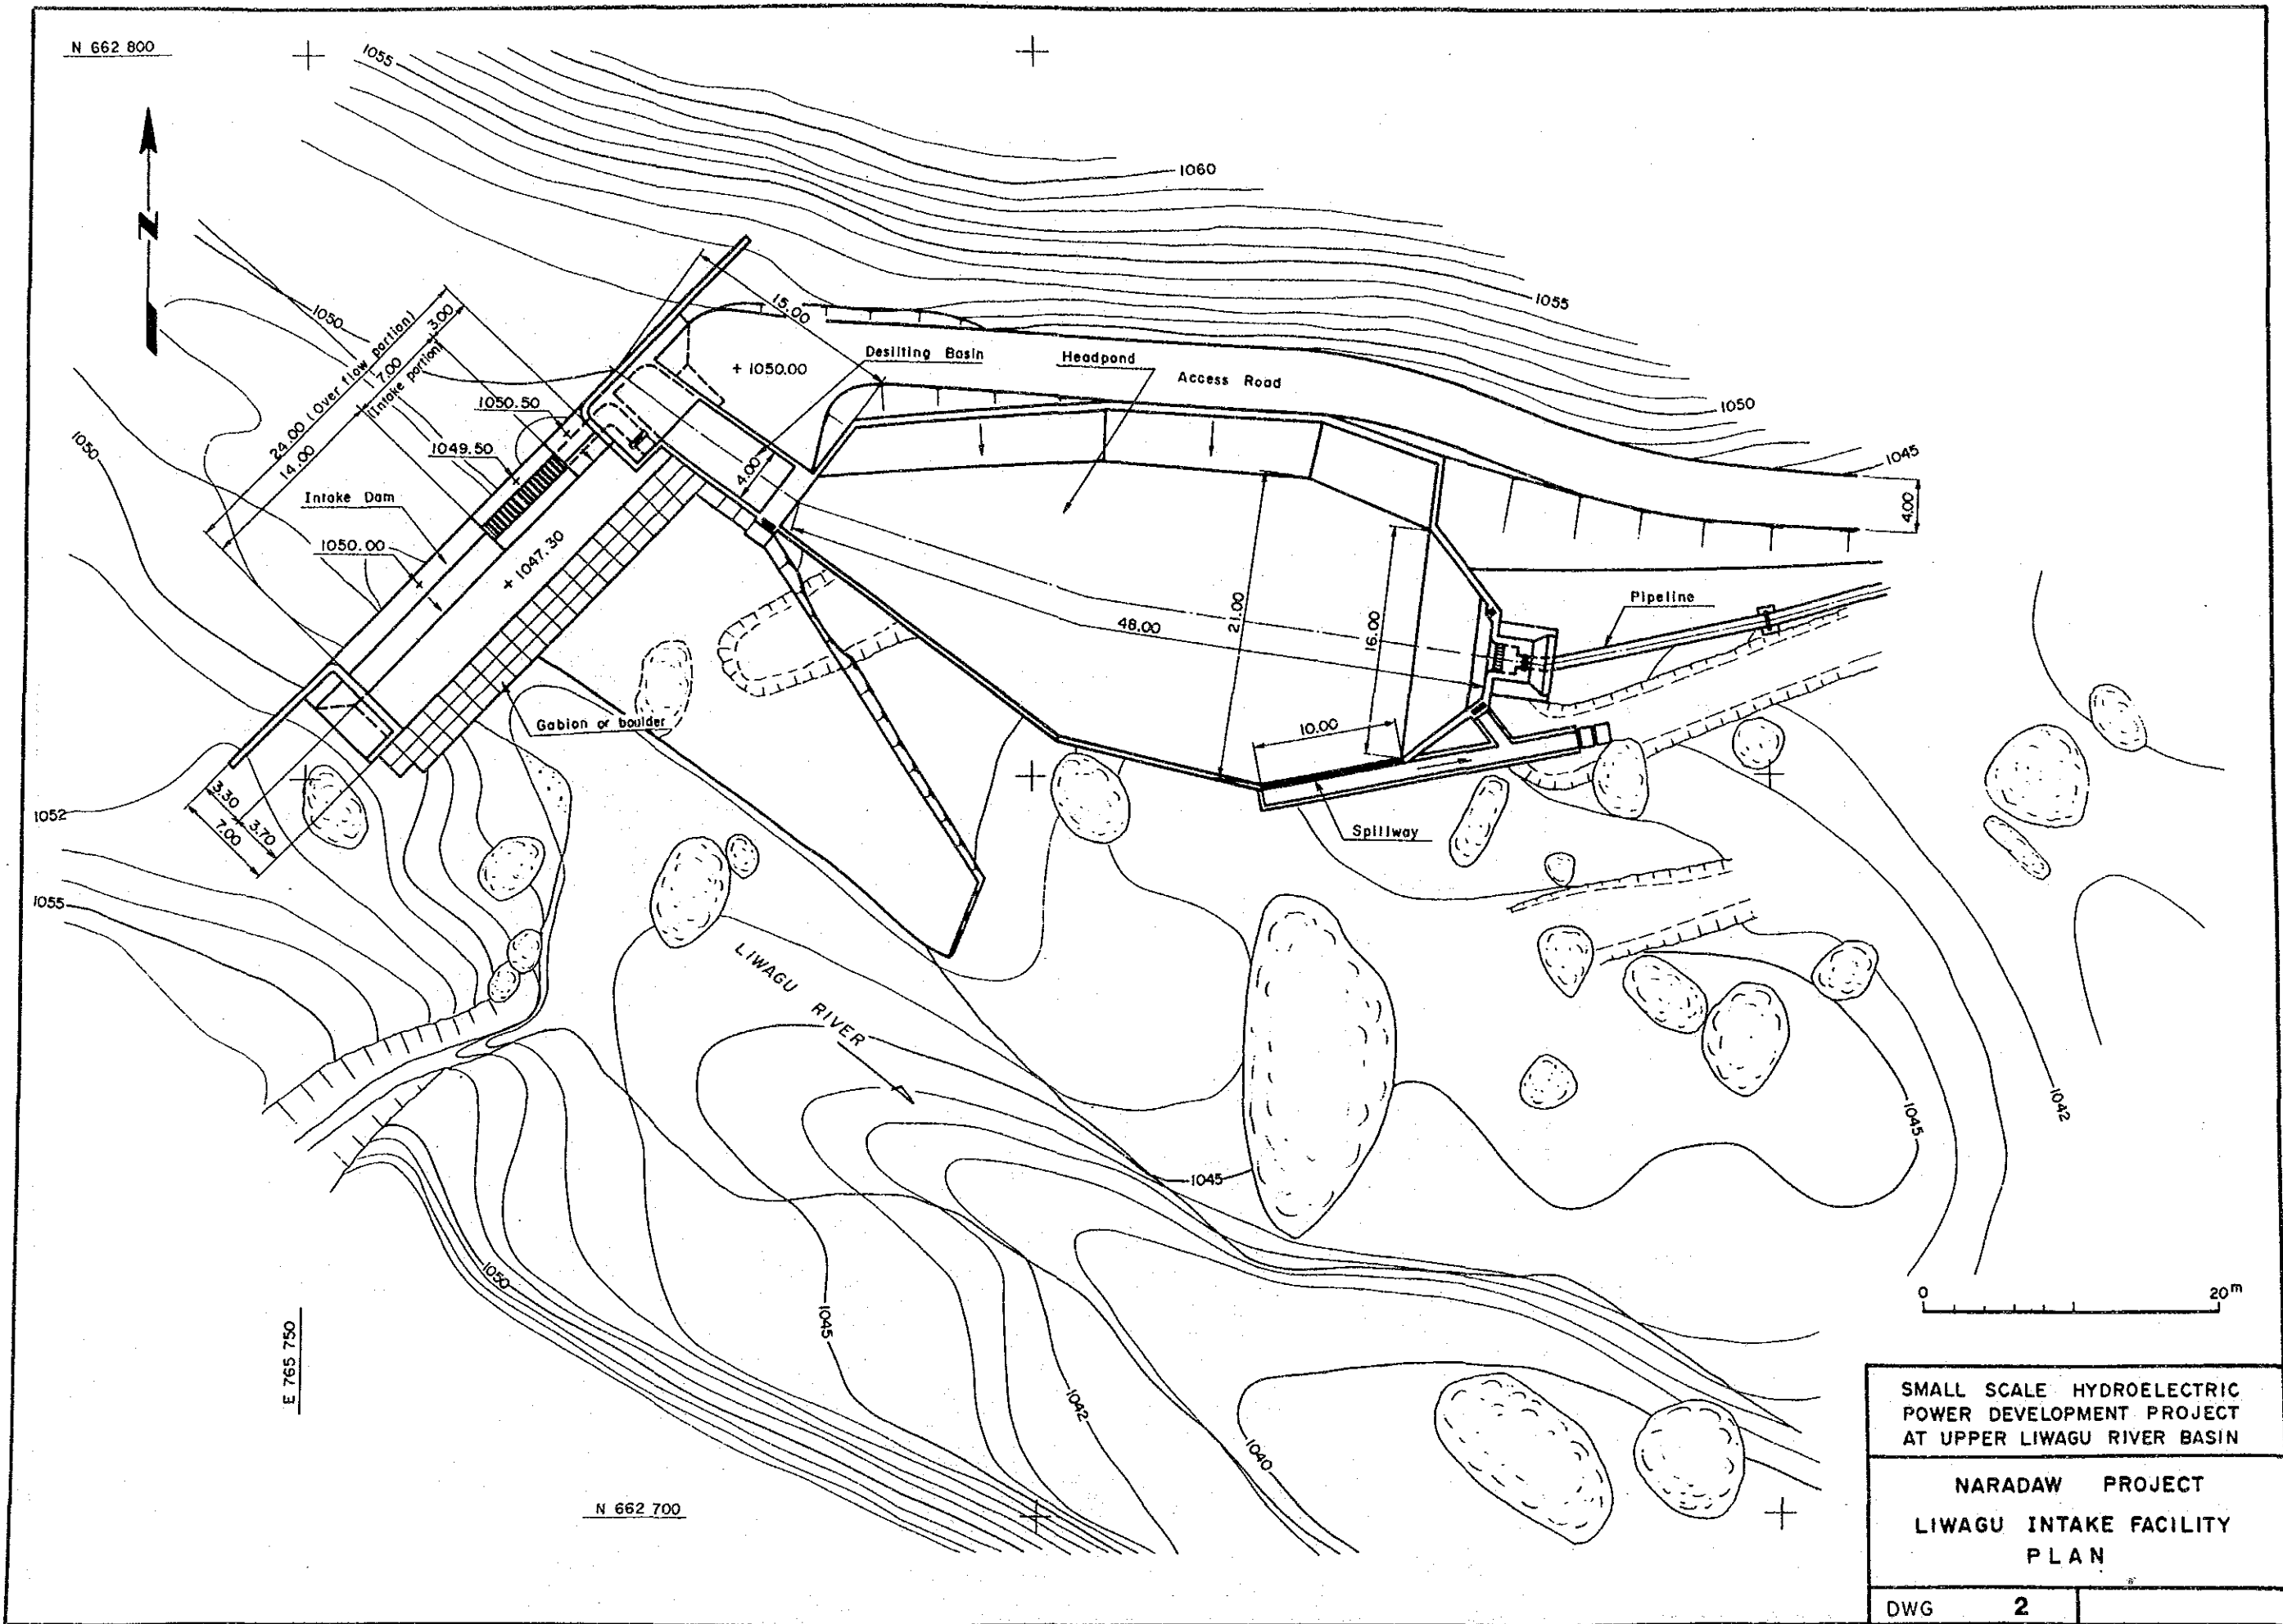 N 662 800
1055
1060
1055
1050
1045
N
1050
24.00 (Over flow portion)
14.00
7.00
(Intake portion)
3.00
15.00
+ 1050.00
Desilting Basin
Headpond
Access Road
1050
1050.50
1049.50
Intake Dam
1050.00
+ 1047.30
4.00
4.00
48.00
21.00
16.00
10.00
Pipeline
Gabion or boulder
Spillway
3.30
3.70
7.00
1052
1055
LIWAGU RIVER
1045
1045
1042
1050
1045
1042
1040
E 765 750
N 662 700
0 20m
SMALL SCALE HYDROELECTRIC
POWER DEVELOPMENT PROJECT
AT UPPER LIWAGU RIVER BASIN
NARADAW PROJECT
LIWAGU INTAKE FACILITY
PLAN
DWG 2